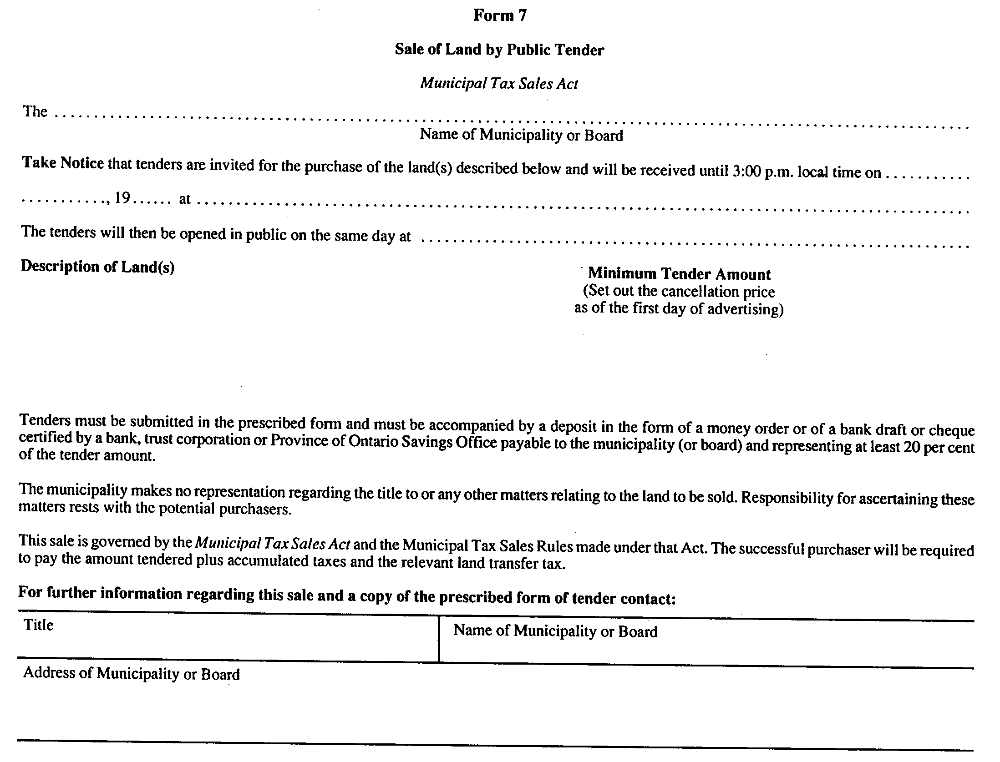 Form 7
Sale of Land by Public Tender
Municipal Tax Sales Act
The ....................................................................................................................
Name of Municipality or Board
Take Notice that tenders are invited for the purchase of the land(s) described below and will be received until 3:00 p.m. local time on ...........
..........., 19...... at .................................................................................................
The tenders will then be opened in public on the same day at .....................................................................
Description of Land(s)
Minimum Tender Amount
(Set out the cancellation price
as of the first day of advertising)
Tenders must be submitted in the prescribed form and must be accompanied by a deposit in the form of a money order or of a bank draft or cheque
certified by a bank, trust corporation or Province of Ontario Savings Office payable to the municipality (or board) and representing at least 20 per cent
of the tender amount.
The municipality makes no representation regarding the title to or any other matters relating to the land to be sold. Responsibility for ascertaining these
matters rests with the potential purchasers.
This sale is governed by the Municipal Tax Sales Act and the Municipal Tax Sales Rules made under that Act. The successful purchaser will be required
to pay the amount tendered plus accumulated taxes and the relevant land transfer tax.
For further information regarding this sale and a copy of the prescribed form of tender contact:
Title
Name of Municipality or Board
Address of Municipality or Board